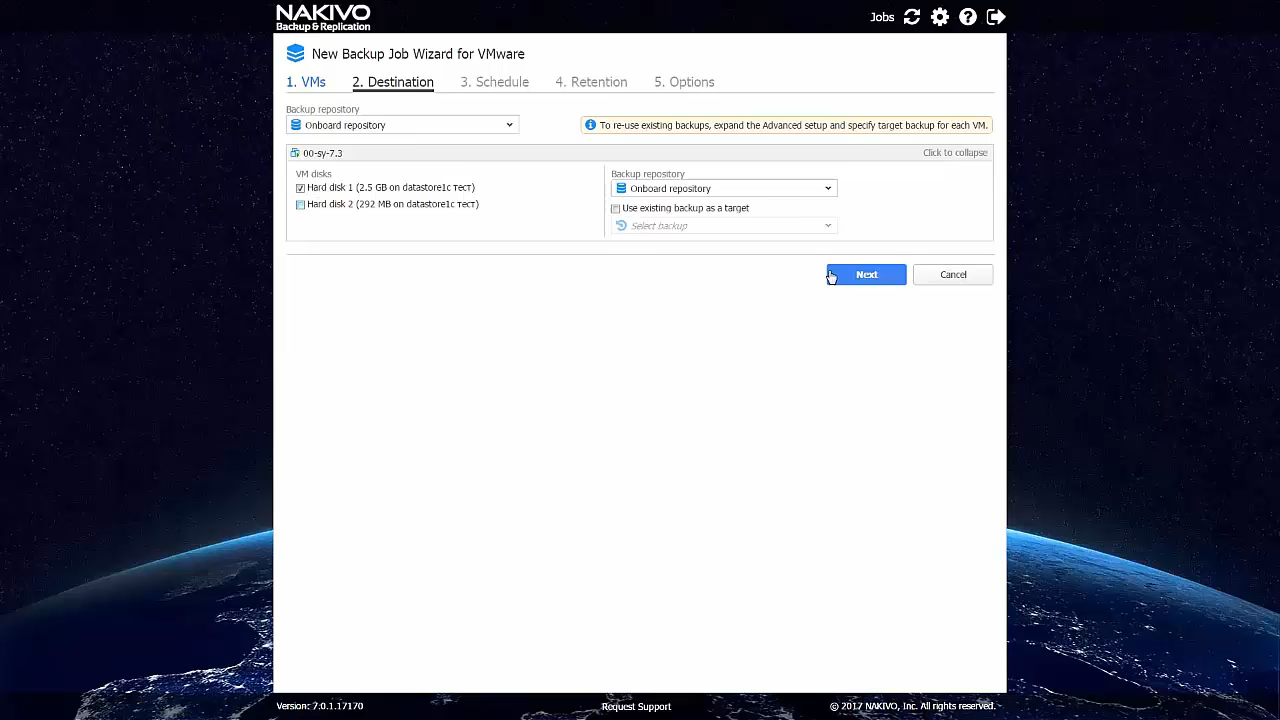 NAKIVO
Backup & Replication
Jobs
New Backup Job Wizard for VMware
1. VMs 2. Destination 3. Schedule 4. Retention 5. Options
Backup repository
Onboard repository
To re-use existing backups, expand the Advanced setup and specify target backup for each VM.
00-sy-7.3 Click to collapse
VM disks
Hard disk 1 (2.5 GB on datastore1c тест)
Hard disk 2 (292 MB on datastore1c тест)
Backup repository
Onboard repository
Use existing backup as a target
Select backup
Next Cancel
Version: 7.0.1.17170 Request Support © 2017 NAKIVO, Inc. All rights reserved.